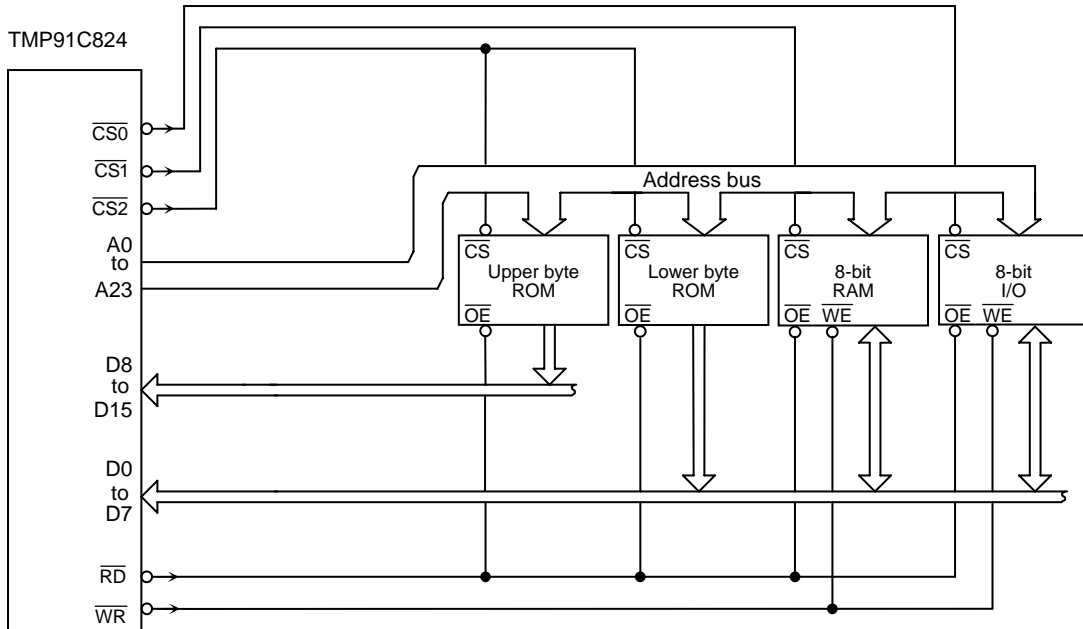 TMP91C824
CS0
CS1
CS2
A0
to
A23
D8
to
D15
D0
to
D7
RD
WR
Address bus
CS
Upper byte
ROM
OE
CS
Lower byte
ROM
OE
CS
8-bit
RAM
OE WE
CS
8-bit
I/O
OE WE